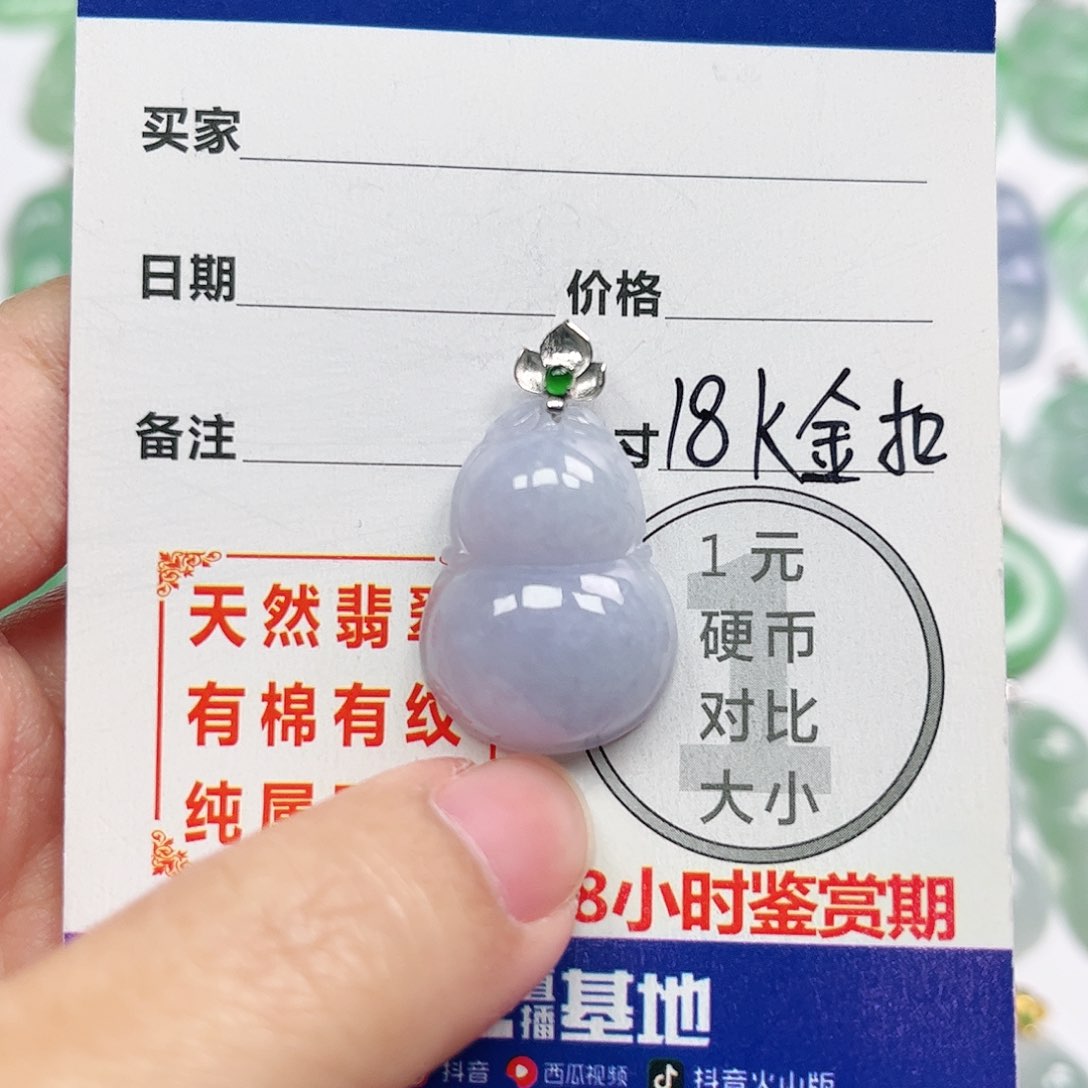 买家
日期 价格
备注 寸 18K金扣
天然翡
有棉有纹
纯属
1元
硬币
对比
大小
8小时鉴赏期
播基地
抖音 西瓜视频 抖音火山版